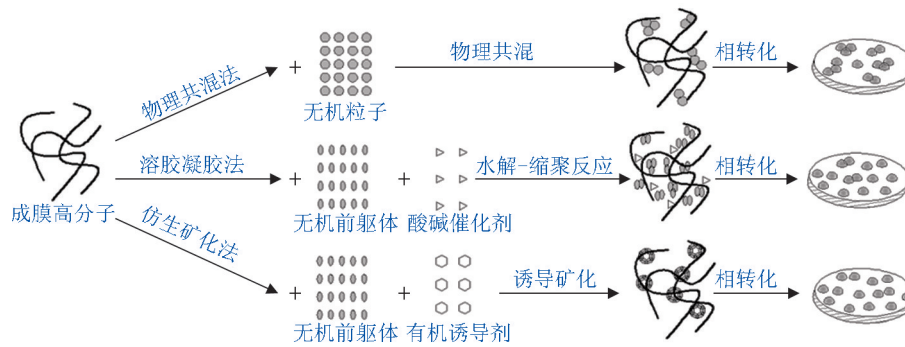 物理共混法
+
无机粒子
物理共混
相转化
成膜高分子
溶胶凝胶法
+
无机前躯体
+
酸碱催化剂
水解-缩聚反应
相转化
仿生矿化法
+
无机前躯体
+
有机诱导剂
诱导矿化
相转化